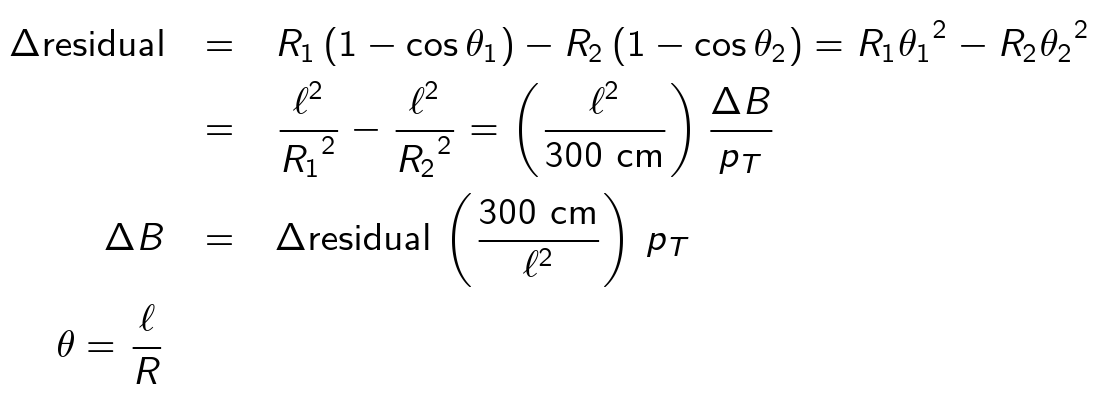 Δresidual = R₁ (1 − cos θ₁) − R₂ (1 − cos θ₂) = R₁θ₁² − R₂θ₂²
= ℓ²/R₁² − ℓ²/R₂² = (ℓ²/300 cm) ΔB/p_T
ΔB = Δresidual (300 cm/ℓ²) p_T
θ = ℓ/R